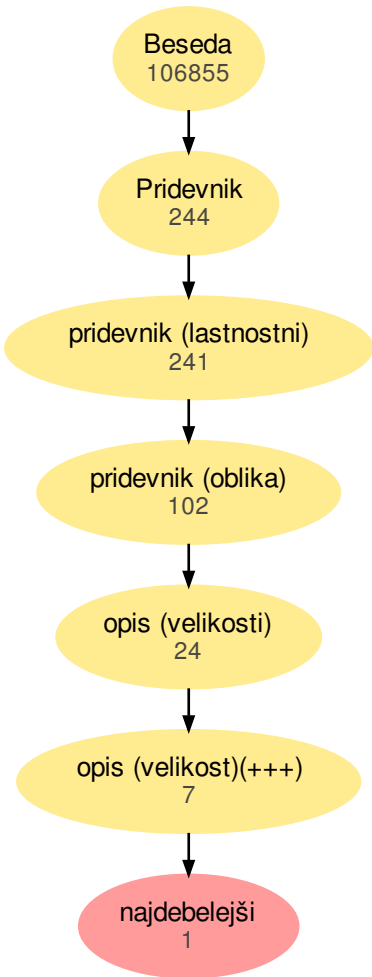 Beseda
106855
Pridevnik
244
pridevnik (lastnostni)
241
pridevnik (oblika)
102
opis (velikosti)
24
opis (velikost)(+++)
7
najdebelejši
1